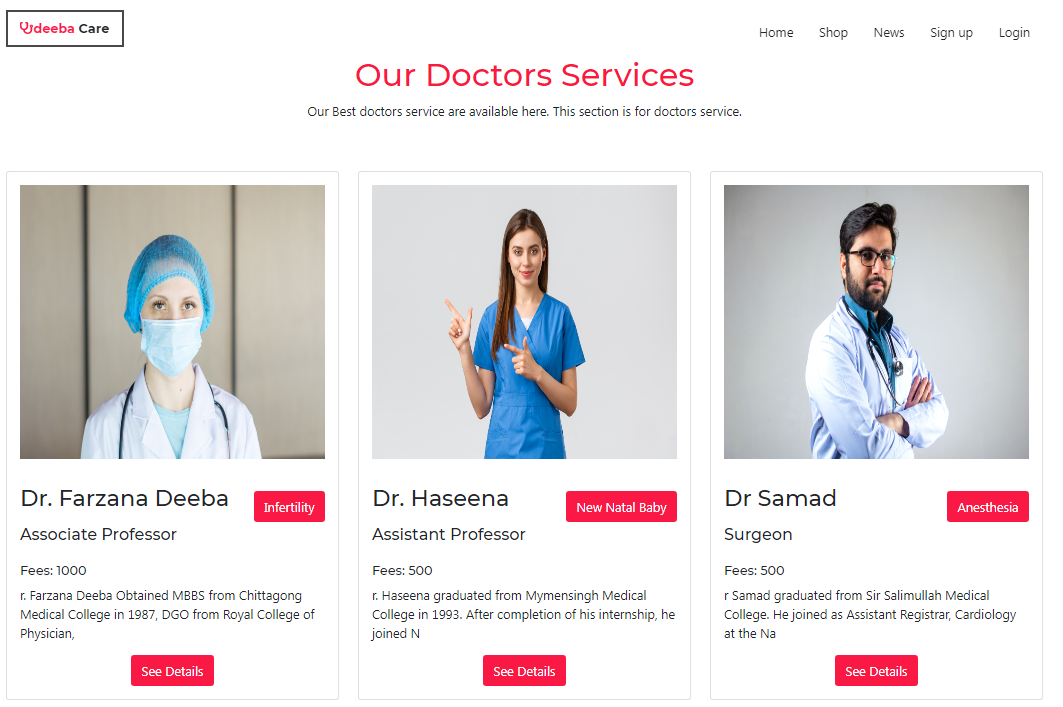 deeba Care
Home Shop News Sign up Login
Our Doctors Services
Our Best doctors service are available here. This section is for doctors service.
Dr. Farzana Deeba
Infertility
Associate Professor
Fees: 1000
r. Farzana Deeba Obtained MBBS from Chittagong
Medical College in 1987, DGO from Royal College of
Physician,
See Details
Dr. Haseena
New Natal Baby
Assistant Professor
Fees: 500
r. Haseena graduated from Mymensingh Medical
College in 1993. After completion of his internship, he
joined N
See Details
Dr Samad
Anesthesia
Surgeon
Fees: 500
r Samad graduated from Sir Salimullah Medical
College. He joined as Assistant Registrar, Cardiology
at the Na
See Details